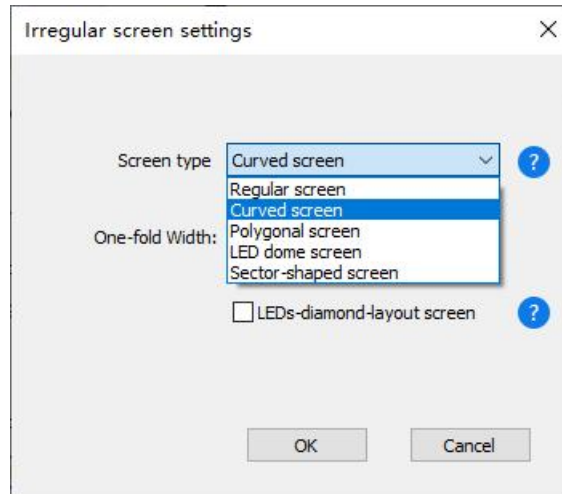 Irregular screen settings
Screen type
Curved screen
?
Regular screen
Curved screen
Polygonal screen
LED dome screen
Sector-shaped screen
One-fold Width:
LEDs-diamond-layout screen
?
OK
Cancel